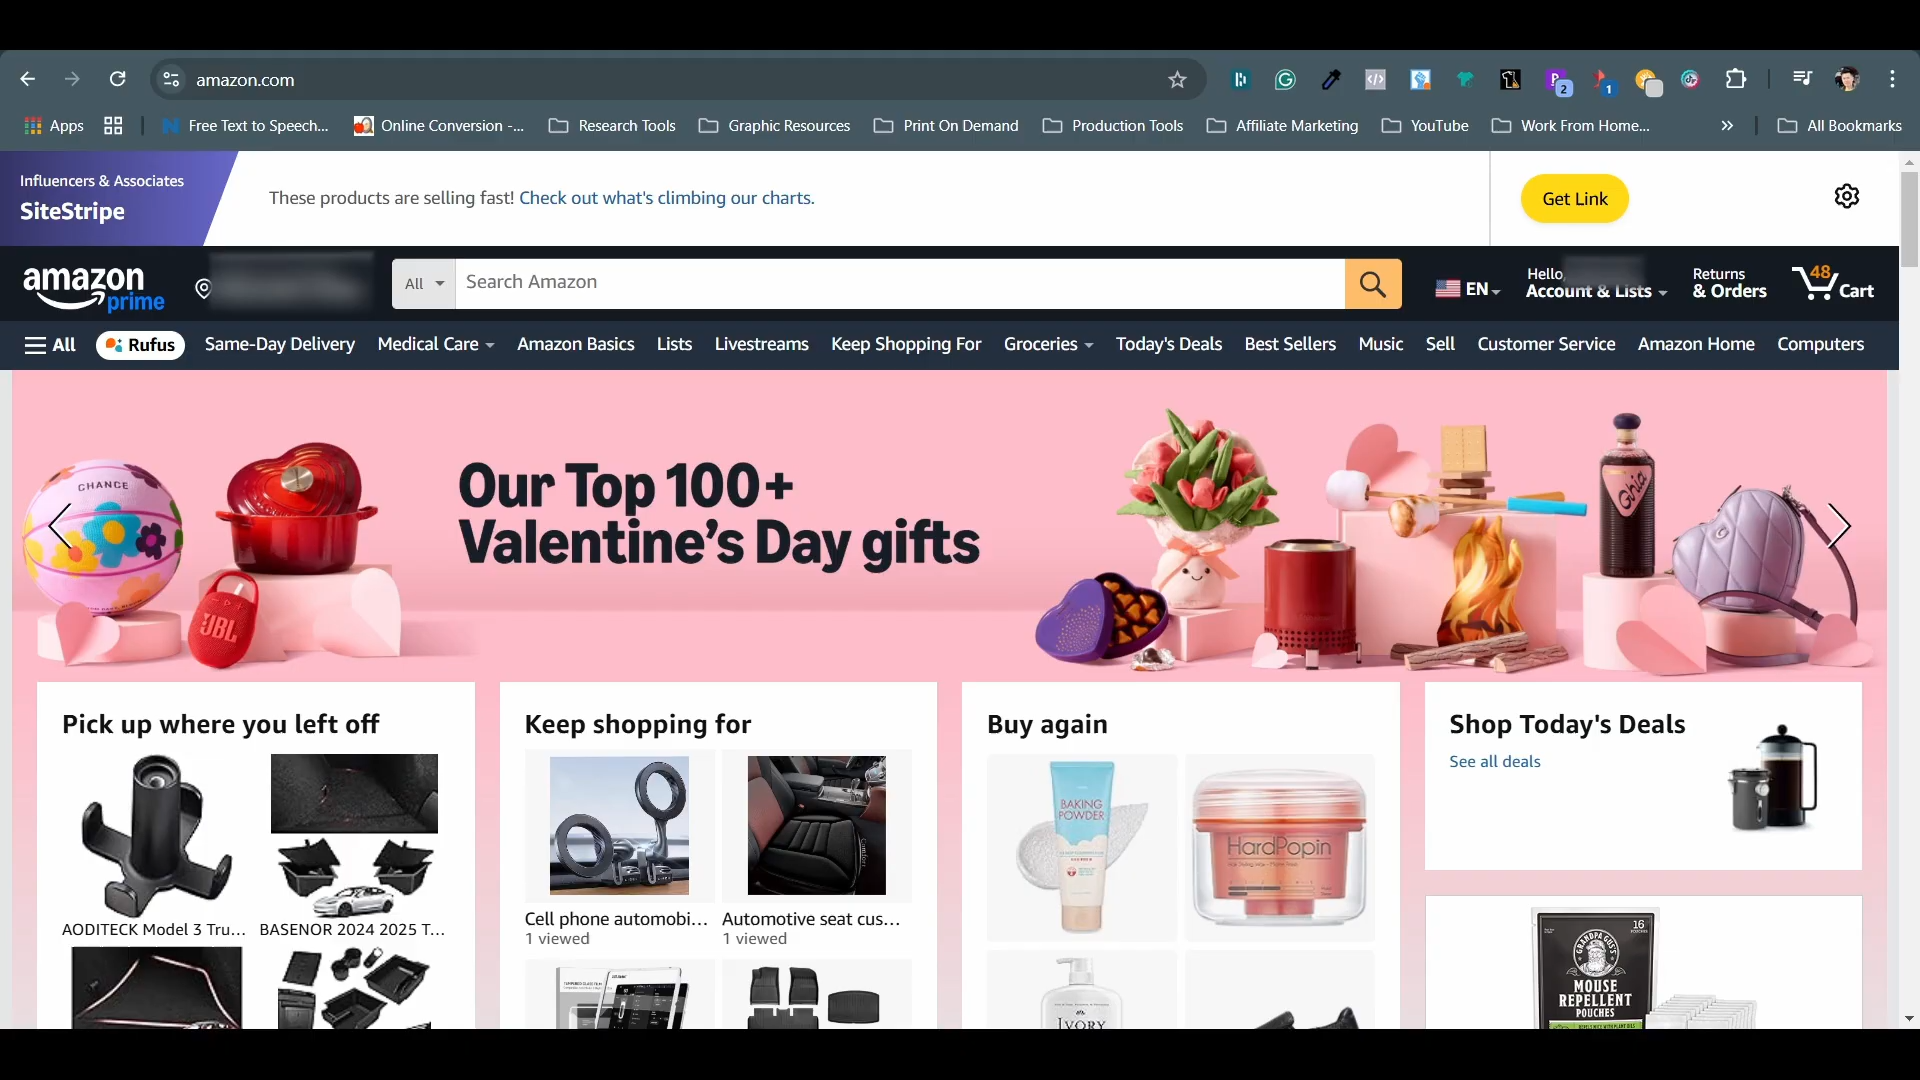 amazon.com
2
1
Apps
Free Text to Speech...
Online Conversion -...
Research Tools
Graphic Resources
Print On Demand
Production Tools
Affiliate Marketing
YouTube
Work From Home...
All Bookmarks
Influencers & Associates
SiteStripe
These products are selling fast! Check out what's climbing our charts.
Get Link
amazon
prime
All
Search Amazon
EN
Hello,
Account & Lists
Returns
& Orders
48
Cart
All
Rufus
Same-Day Delivery
Medical Care
Amazon Basics
Lists
Livestreams
Keep Shopping For
Groceries
Today's Deals
Best Sellers
Music
Sell
Customer Service
Amazon Home
Computers
CHANCE
JBL
Our Top 100+
Valentine's Day gifts
Ghia
Pick up where you left off
AODITECK Model 3 Tru...
BASENOR 2024 2025 T...
Keep shopping for
Cell phone automobi...
1 viewed
Automotive seat cus...
1 viewed
Buy again
BAKING
POWDER
HardPopin
IVORY
Shop Today's Deals
See all deals
GRANDPA GUS'S
16
POUCHES
MOUSE
REPELLENT
POUCHES